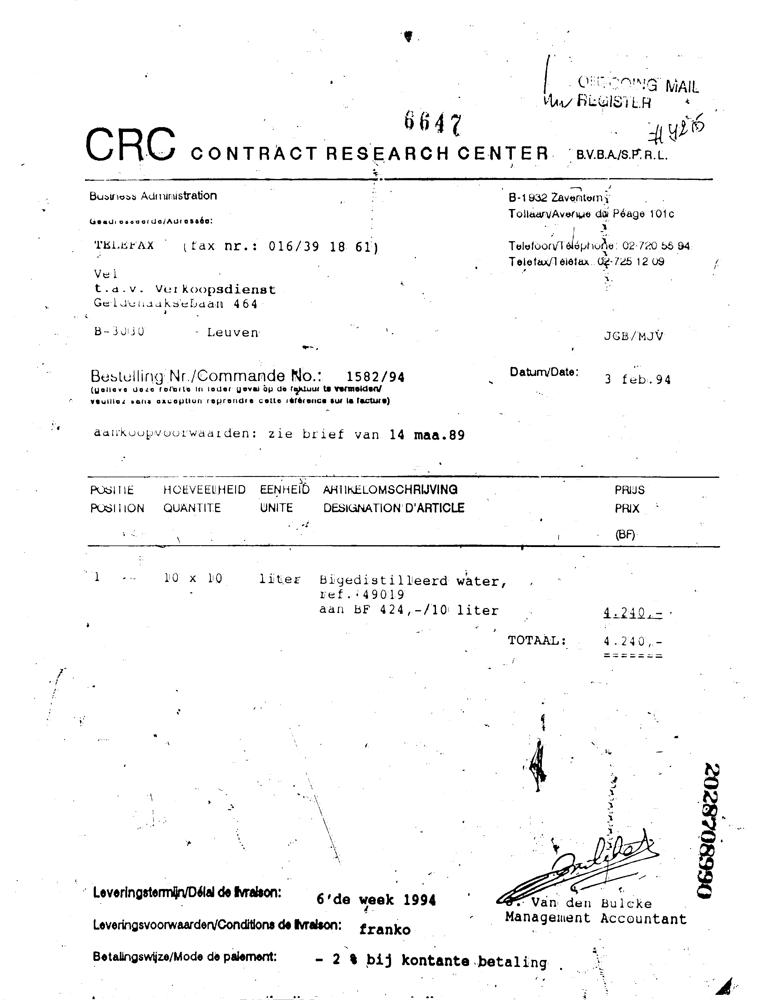 MAIL
REGISTER
6647
CRC CONTRACT RESEARCH CENTER B.V.B.A./S.P.R.L.
Business Administration
B-1932 Zaventem
Tollaan/Avenue du Péage 101c
Geadresseerde/Adressée:
TELEFAX (fax nr.: 016/39 18 61)
Telefoon/Téléphone: 02-720 55 94
Telefax/Téléfax: 02-725 12 09
Vel
t.a.v. Verkoopsdienst
Geldenaaksebaan 464
B-3030 - Leuven
JGB/MJV
Bestelling Nr./Commande No.: 1582/94
Datum/Date: 3 feb.94
(gelieve deze referte in ieder geval op de faktuur te vermelden/
veuillez sans exception reprendre cette référence sur la facture)
aankoopvoorwaarden: zie brief van 14 maa.89
POSITIE HOEVEELHEID EENHEID ARTIKELOMSCHRIJVING PRIJS
POSITION QUANTITE UNITE DESIGNATION D'ARTICLE PRIX
(BF)
1 10 x 10 liter Bigedistilleerd water,
ref. 49019
aan BF 424,-/10 liter 4.240,-
TOTAAL: 4.240,-
=======
2028708990
Leveringstermijn/Délai de livraison: 6'de week 1994
Van den Bulcke
Management Accountant
Leveringsvoorwaarden/Conditions de livraison: franko
Betalingswijze/Mode de paiement: - 2 % bij kontante betaling